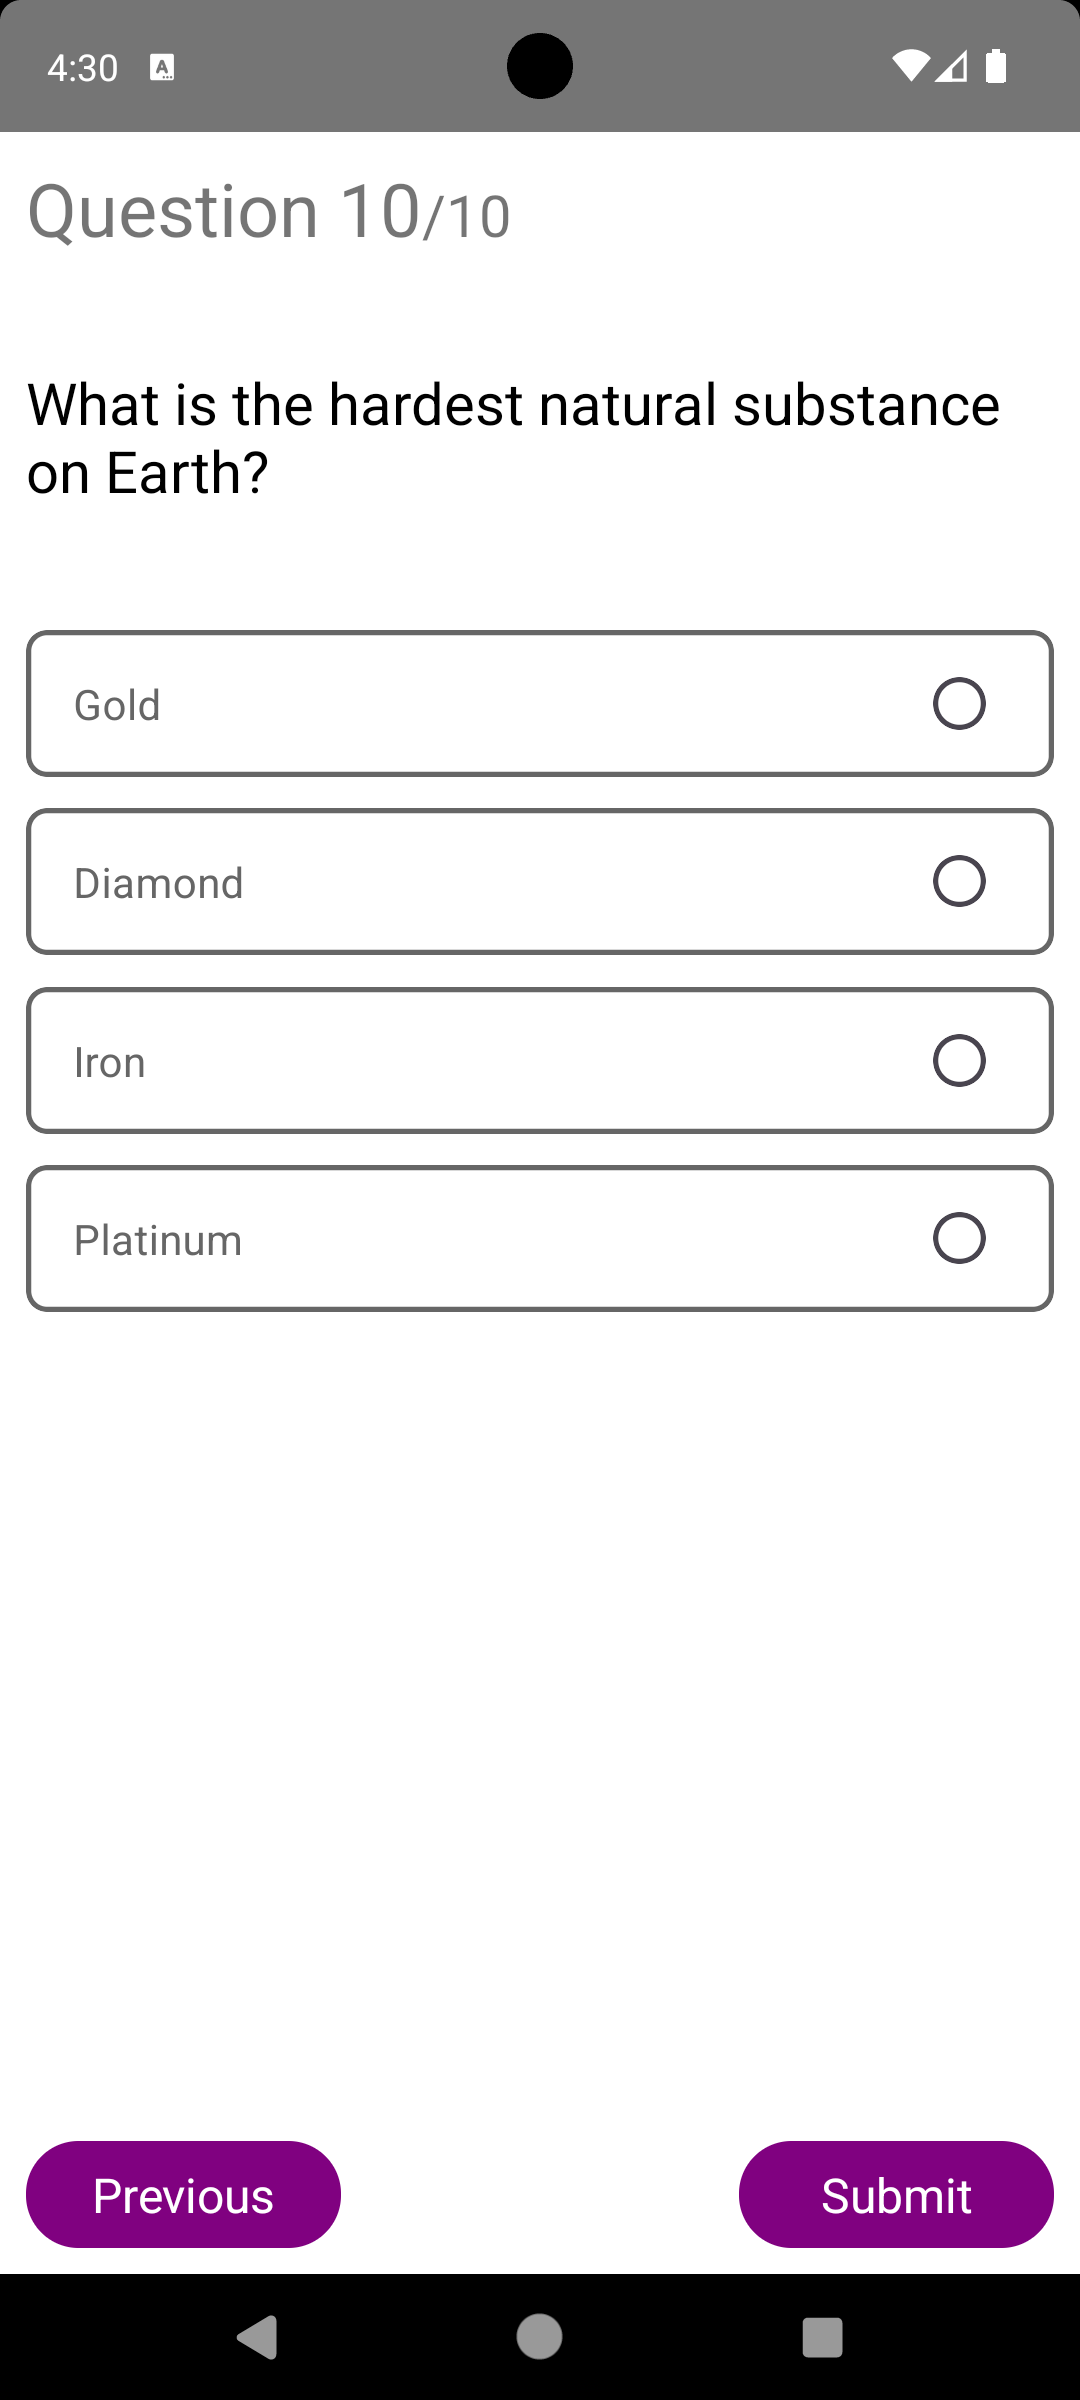 4:30
Question 10/10
What is the hardest natural substance
on Earth?
Gold
Diamond
Iron
Platinum
Previous
Submit